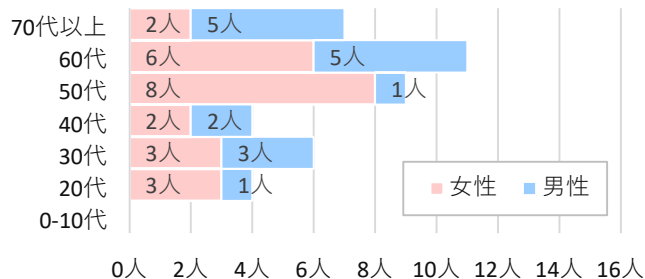 70代以上 2人 5人
60代 6人 5人
50代 8人 1人
40代 2人 2人
30代 3人 3人
20代 3人 1人
0-10代
女性 男性
0人 2人 4人 6人 8人 10人 12人 14人 16人